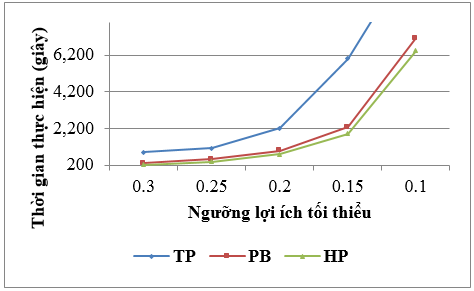 Thời gian thực hiện (giây)
6,200
4,200
2,200
200
0.3 0.25 0.2 0.15 0.1
Ngưỡng lợi ích tối thiểu
TP PB HP